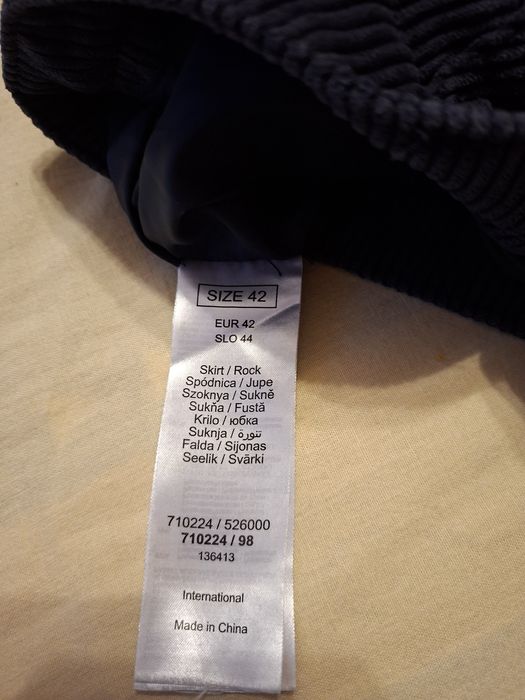 SIZE 42
EUR 42
SLO 44
Skirt / Rock
Spódnica / Jupe
Szoknya / Sukně
Sukňa / Fustă
Krilo / юбка
Suknja / تنورة
Falda / Sijonas
Seelik / Svārki
710224 / 526000
710224 / 98
136413
International
Made in China